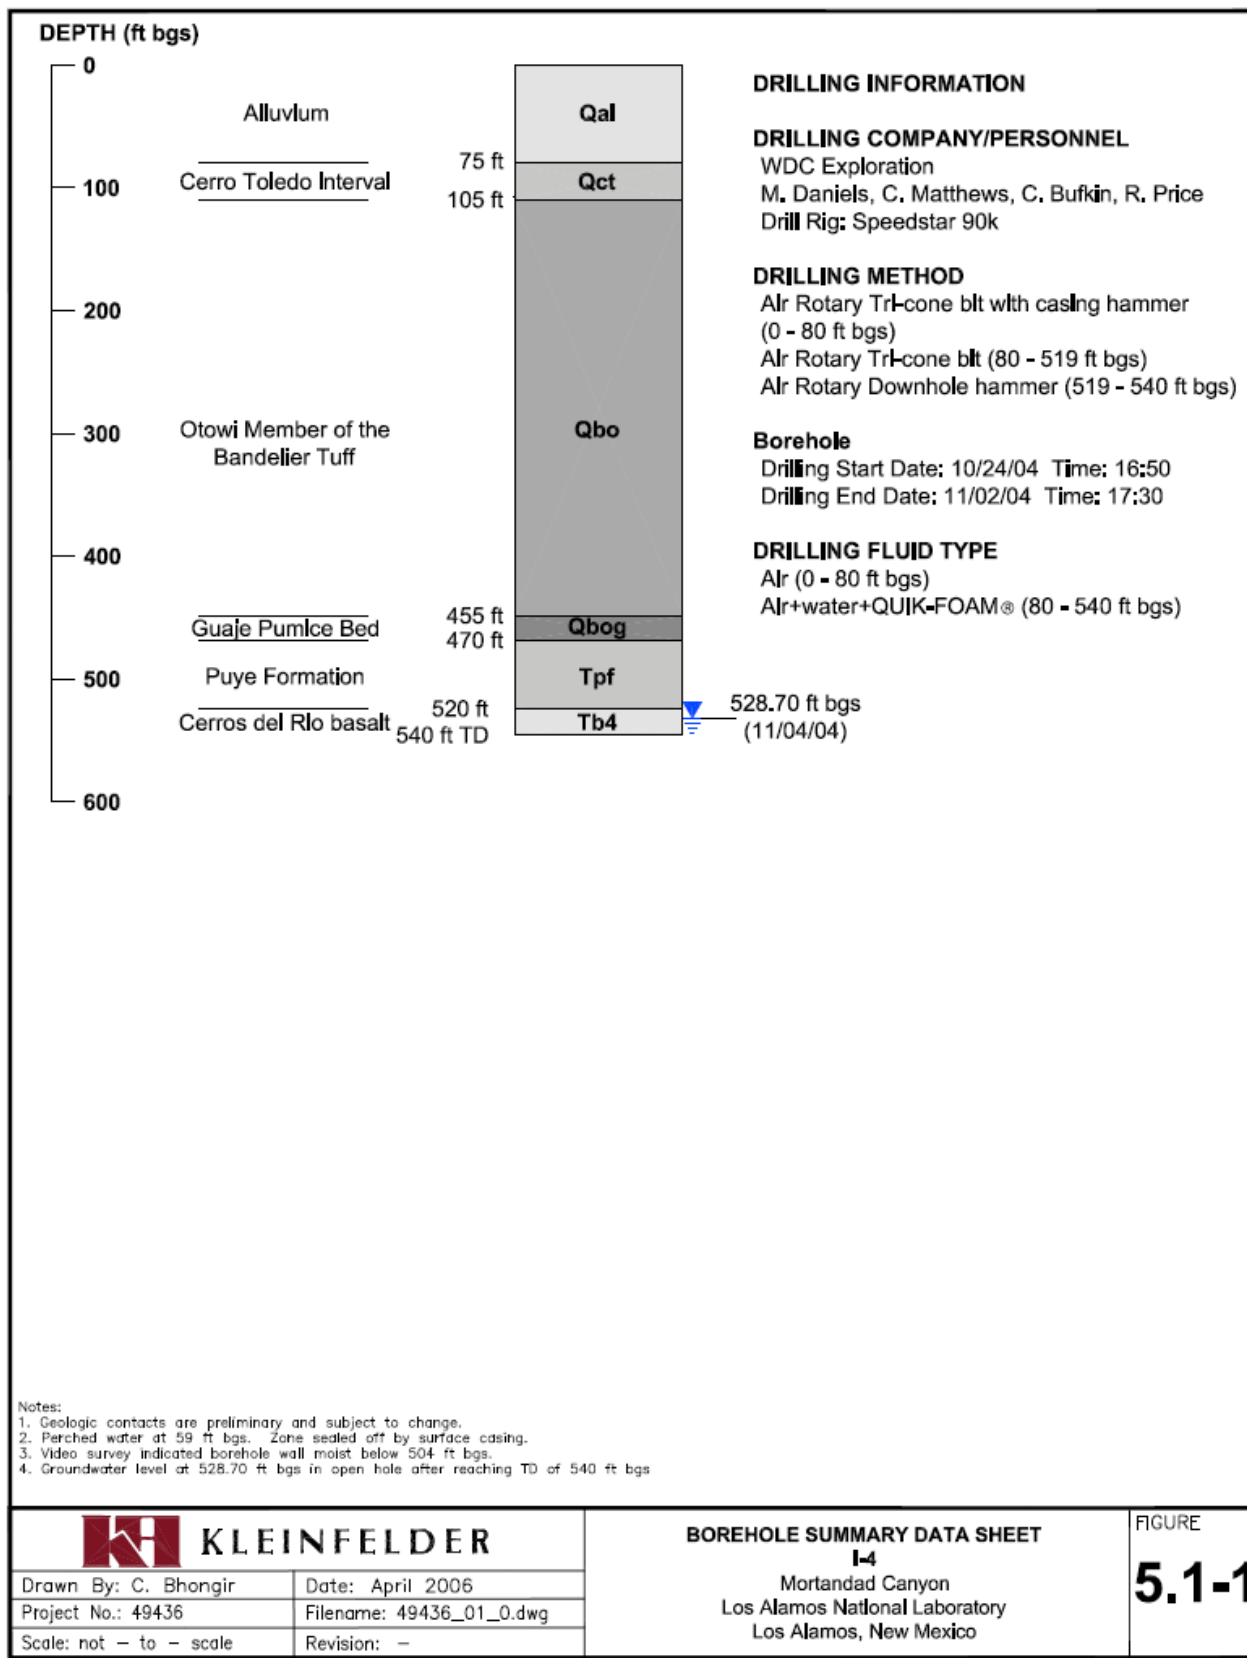 DEPTH (ft bgs)
0
100
200
300
400
500
600
Alluvium
Cerro Toledo Interval
Otowi Member of the
Bandelier Tuff
Guaje Pumice Bed
Puye Formation
Cerros del Rio basalt
75 ft
105 ft
455 ft
470 ft
520 ft
540 ft TD
Qal
Qct
Qbo
Qbog
Tpf
Tb4
528.70 ft bgs
(11/04/04)
DRILLING INFORMATION
DRILLING COMPANY/PERSONNEL
WDC Exploration
M. Daniels, C. Matthews, C. Bufkin, R. Price
Drill Rig: Speedstar 90k
DRILLING METHOD
Air Rotary Tri-cone bit with casing hammer
(0 - 80 ft bgs)
Air Rotary Tri-cone bit (80 - 519 ft bgs)
Air Rotary Downhole hammer (519 - 540 ft bgs)
Borehole
Drilling Start Date: 10/24/04 Time: 16:50
Drilling End Date: 11/02/04 Time: 17:30
DRILLING FLUID TYPE
Air (0 - 80 ft bgs)
Air+water+QUIK-FOAM® (80 - 540 ft bgs)
Notes:
1. Geologic contacts are preliminary and subject to change.
2. Perched water at 59 ft bgs. Zone sealed off by surface casing.
3. Video survey indicated borehole wall moist below 504 ft bgs.
4. Groundwater level at 528.70 ft bgs in open hole after reaching TD of 540 ft bgs
KLEINFELDER
Drawn By: C. Bhongir
Date: April 2006
Project No.: 49436
Filename: 49436_01_0.dwg
Scale: not - to - scale
Revision: -
BOREHOLE SUMMARY DATA SHEET
I-4
Mortandad Canyon
Los Alamos National Laboratory
Los Alamos, New Mexico
FIGURE
5.1-1